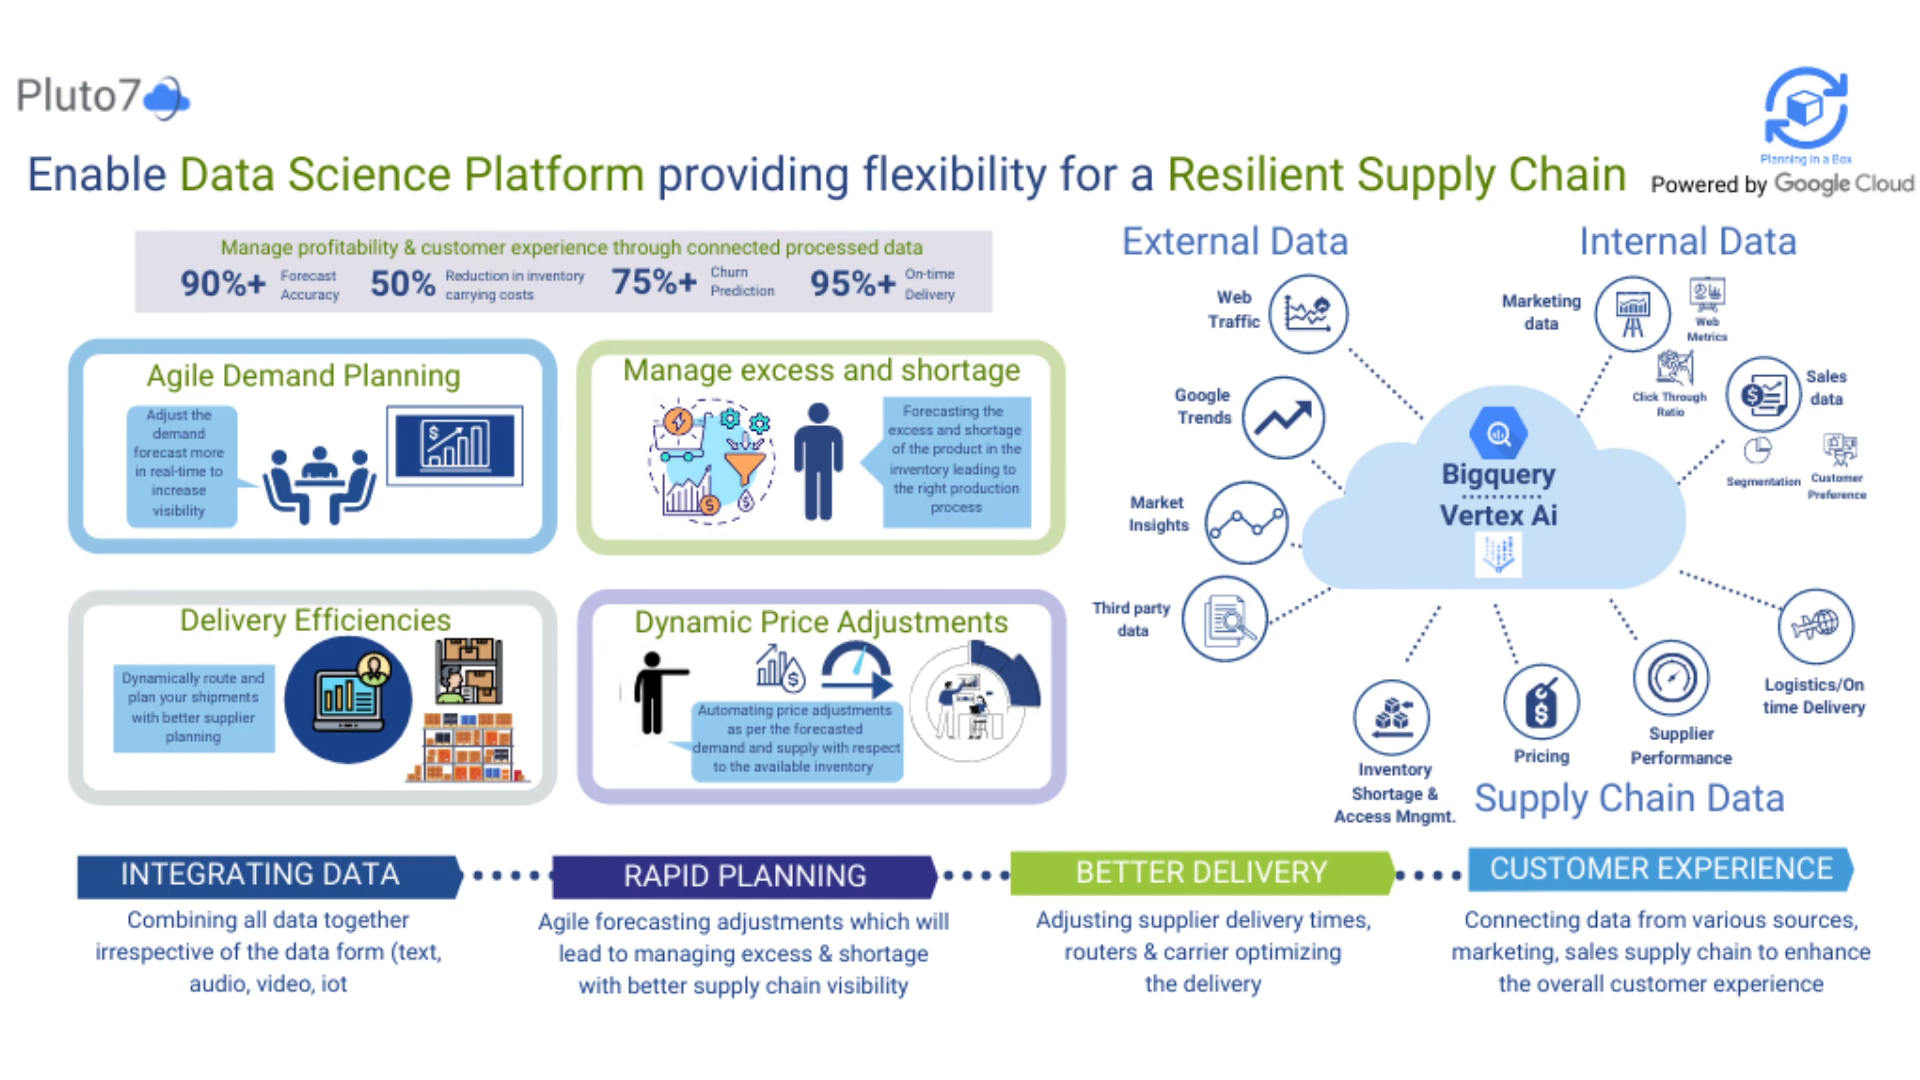 Pluto7
Planning in a Box
Enable Data Science Platform providing flexibility for a Resilient Supply Chain
Powered by Google Cloud
Manage profitability & customer experience through connected processed data
90%+ Forecast
Accuracy
50% Reduction in inventory
carrying costs
75%+ Churn
Prediction
95%+ On-time
Delivery
Agile Demand Planning
Adjust the
demand
forecast more
in real-time to
increase
visibility
Manage excess and shortage
Forecasting the
excess and shortage
of the product in the
inventory leading to
the right production
process
Delivery Efficiencies
Dynamically route and
plan your shipments
with better supplier
planning
Dynamic Price Adjustments
Automating price adjustments
as per the forecasted
demand and supply with respect
to the available inventory
External Data
Web
Traffic
Google
Trends
Market
Insights
Third party
data
Internal Data
Marketing
data
Web
Metrics
Click Through
Ratio
Sales
data
Segmentation
Customer
Preference
Bigquery
Vertex Ai
Inventory
Shortage &
Access Mngmt.
Pricing
Supplier
Performance
Logistics/On
time Delivery
Supply Chain Data
INTEGRATING DATA
Combining all data together
irrespective of the data form (text,
audio, video, iot
RAPID PLANNING
Agile forecasting adjustments which will
lead to managing excess & shortage
with better supply chain visibility
BETTER DELIVERY
Adjusting supplier delivery times,
routers & carrier optimizing
the delivery
CUSTOMER EXPERIENCE
Connecting data from various sources,
marketing, sales supply chain to enhance
the overall customer experience